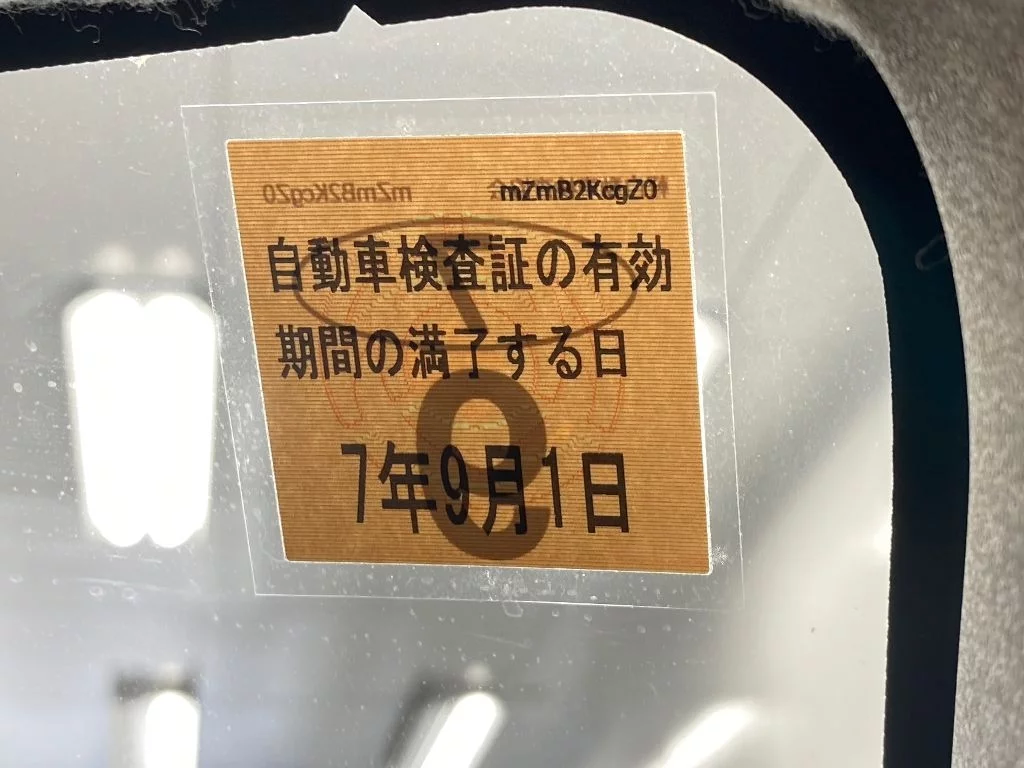 mZmB2KcgZ0
自動車検査証の有効
期間の満了する日
7年9月1日